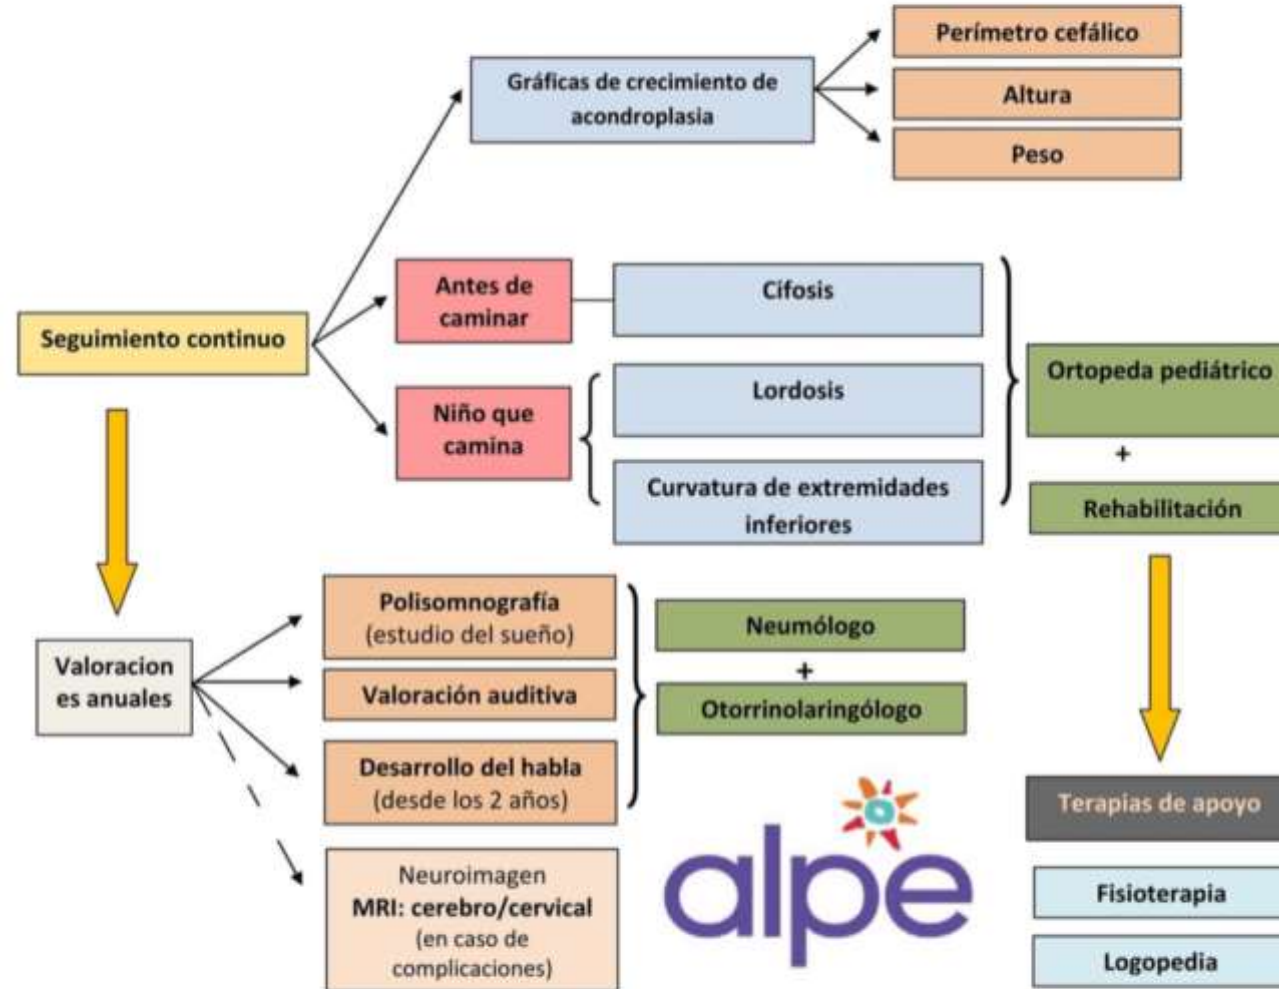 Gráficas de crecimiento de
acondroplasia
Perímetro cefálico
Altura
Peso
Seguimiento continuo
Antes de
caminar
Cifosis
Niño que
camina
Lordosis
Curvatura de extremidades
inferiores
Ortopeda pediátrico
+
Rehabilitación
Valoracion
es anuales
Polisomnografía
(estudio del sueño)
Valoración auditiva
Desarrollo del habla
(desde los 2 años)
Neuroimagen
MRI: cerebro/cervical
(en caso de
complicaciones)
Neumólogo
+
Otorrinolaringólogo
alpe
Terapias de apoyo
Fisioterapia
Logopedia